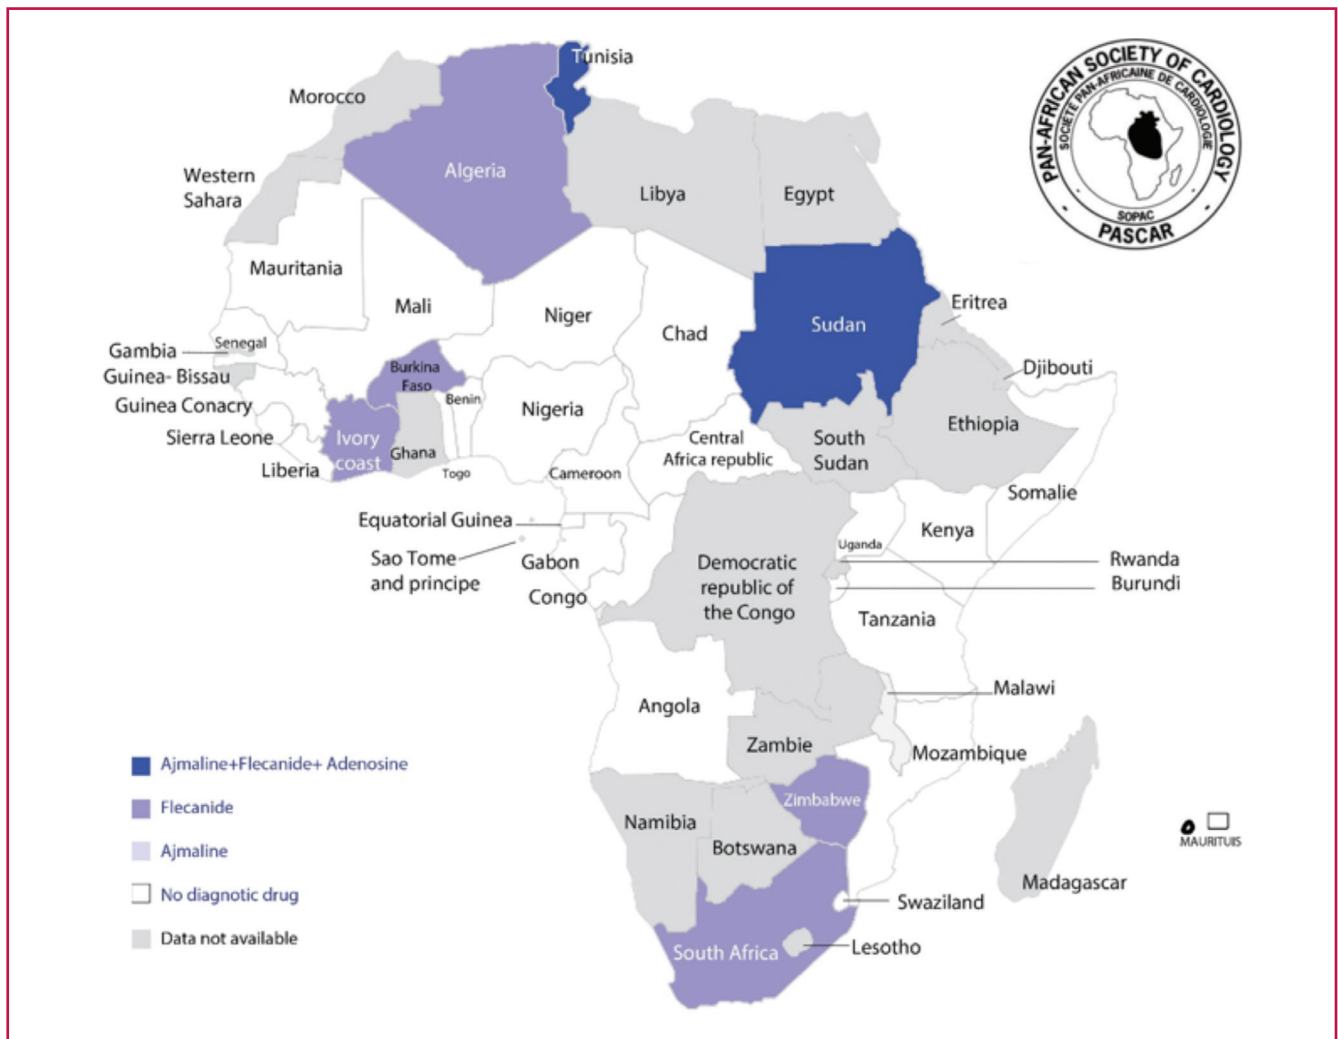 Tunisia
Morocco
Algeria
Western
Sahara
Libya
Egypt
Mauritania
Mali
Niger
Chad
Sudan
Eritrea
Senegal
Gambia
Guinea- Bissau
Guinea Conacry
Sierra Leone
Liberia
Burkina
Faso
Benin
Ivory
coast
Ghana
Togo
Nigeria
Cameroon
Central
Africa republic
South
Sudan
Djibouti
Ethiopia
Somalie
Equatorial Guinea
Sao Tome
and principe
Gabon
Congo
Democratic
republic of
the Congo
Uganda
Kenya
Rwanda
Burundi
Tanzania
Angola
Malawi
Zambie
Mozambique
Zimbabwe
Namibia
Botswana
Madagascar
MAURITUIS
Swaziland
South Africa
Lesotho
PAN-AFRICAN SOCIETY OF CARDIOLOGY
SOCIÉTÉ PAN-AFRICAINE DE CARDIOLOGIE
SOPAC
PASCAR
Ajmaline+Flecanide+ Adenosine
Flecanide
Ajmaline
No diagnotic drug
Data not available